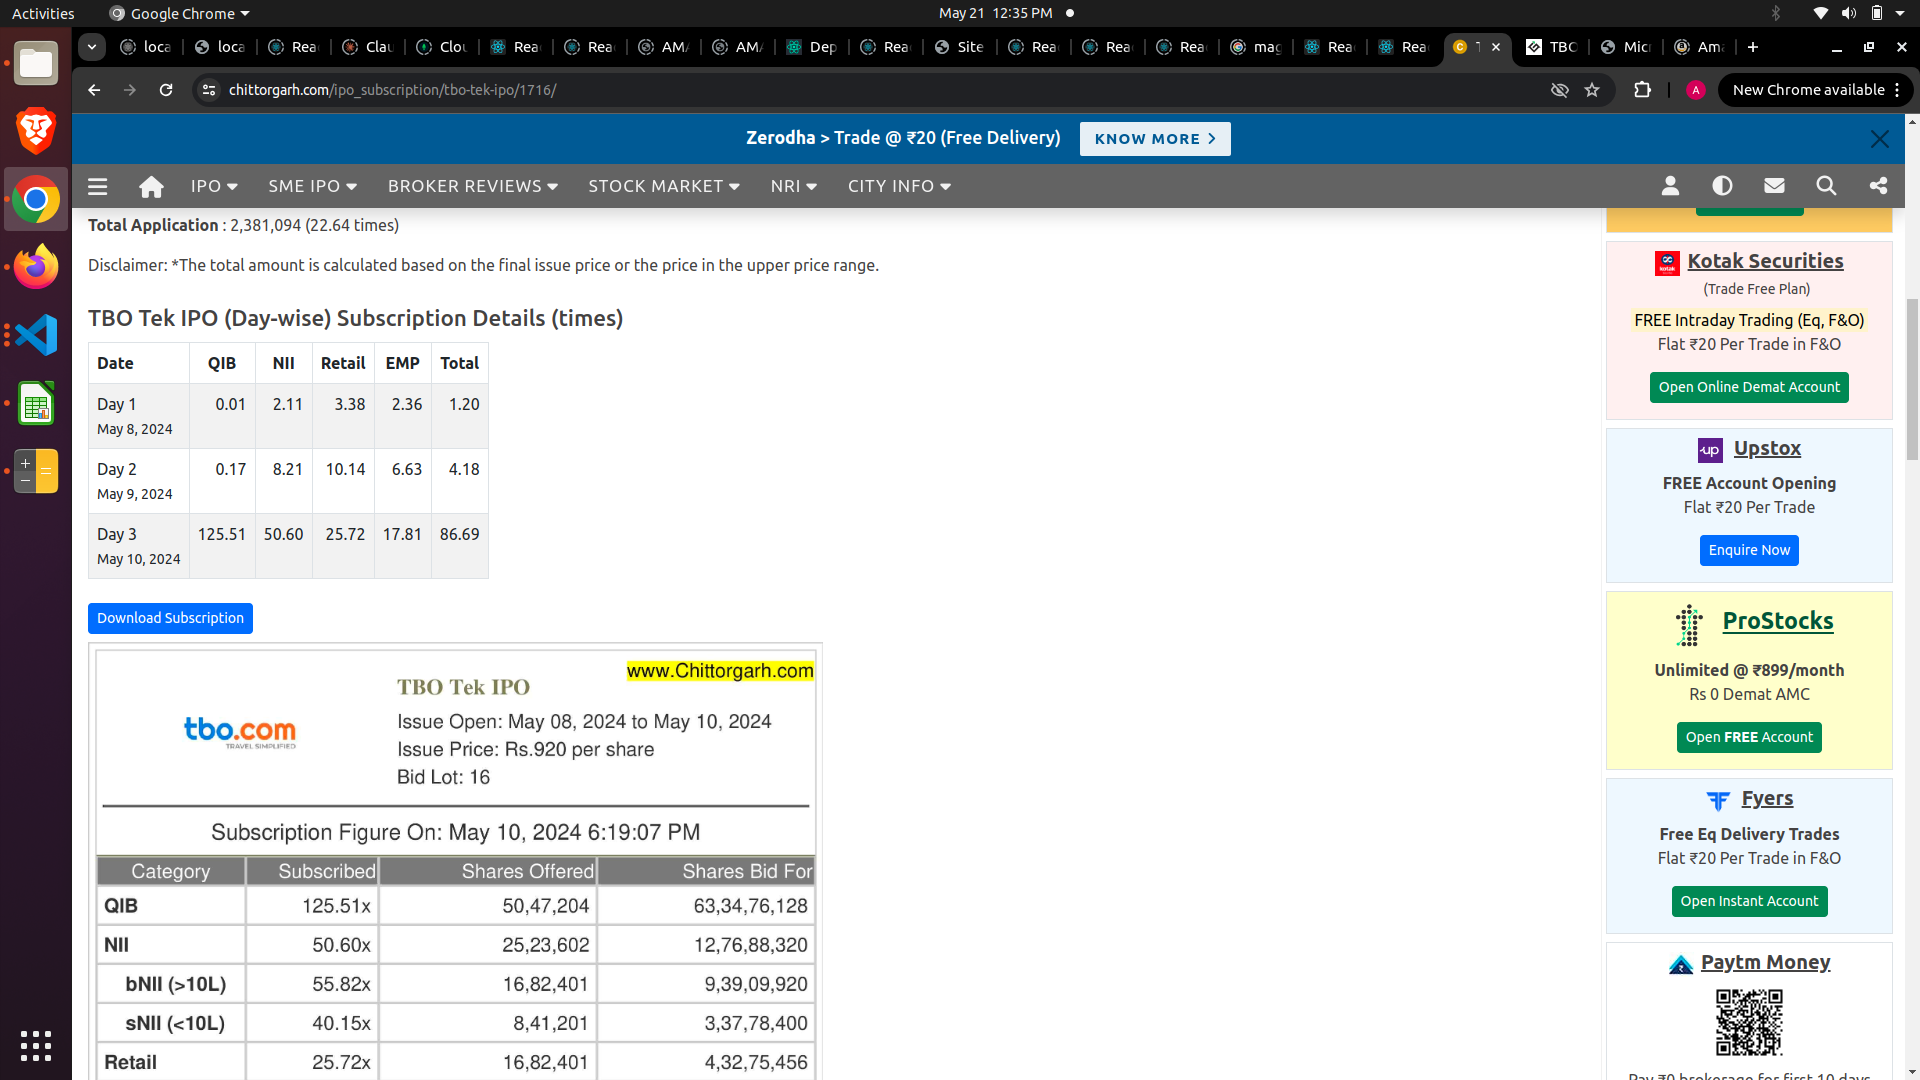 Activities
Google Chrome
May 21 12:35 PM
loca
loca
Rea
Clau
Clou
Rea
Rea
AMA
AMA
Dep
Rea
Site
Rea
Rea
Rea
mag
Rea
Rea
TBO
Micr
Ama
chittorgarh.com/ipo_subscription/tbo-tek-ipo/1716/
A
New Chrome available
Zerodha > Trade @ ₹20 (Free Delivery)
KNOW MORE
IPO
SME IPO
BROKER REVIEWS
STOCK MARKET
NRI
CITY INFO
Total Application : 2,381,094 (22.64 times)
Disclaimer: *The total amount is calculated based on the final issue price or the price in the upper price range.
TBO Tek IPO (Day-wise) Subscription Details (times)
Date QIB NII Retail EMP Total
Day 1 0.01 2.11 3.38 2.36 1.20
May 8, 2024
Day 2 0.17 8.21 10.14 6.63 4.18
May 9, 2024
Day 3 125.51 50.60 25.72 17.81 86.69
May 10, 2024
Download Subscription
www.Chittorgarh.com
TBO Tek IPO
tbo.com
TRAVEL SIMPLIFIED
Issue Open: May 08, 2024 to May 10, 2024
Issue Price: Rs.920 per share
Bid Lot: 16
Subscription Figure On: May 10, 2024 6:19:07 PM
Category Subscribed Shares Offered Shares Bid For
QIB 125.51x 50,47,204 63,34,76,128
NII 50.60x 25,23,602 12,76,88,320
bNII (>10L) 55.82x 16,82,401 9,39,09,920
sNII (<10L) 40.15x 8,41,201 3,37,78,400
Retail 25.72x 16,82,401 4,32,75,456
kotak
Kotak Securities
(Trade Free Plan)
FREE Intraday Trading (Eq, F&O)
Flat ₹20 Per Trade in F&O
Open Online Demat Account
up
Upstox
FREE Account Opening
Flat ₹20 Per Trade
Enquire Now
ProStocks
Unlimited @ ₹899/month
Rs 0 Demat AMC
Open FREE Account
Fyers
Free Eq Delivery Trades
Flat ₹20 Per Trade in F&O
Open Instant Account
Paytm Money
Pay ₹0 brokerage for first 10 days